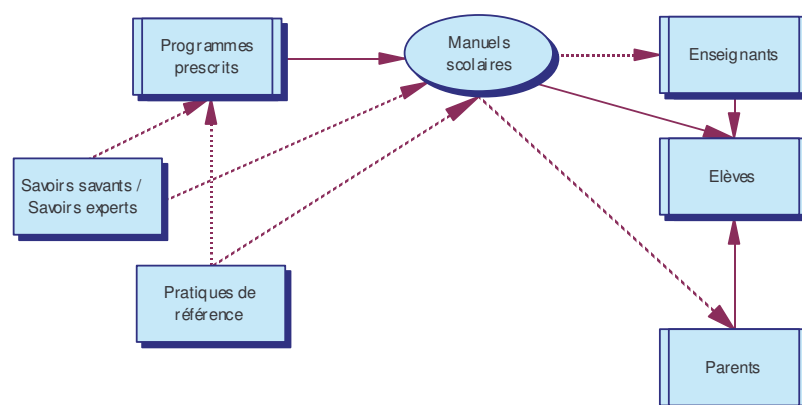 Programmes
prescrits
Manuels
scolaires
Enseignants
Savoirs savants /
Savoirs experts
Elèves
Pratiques de
référence
Parents